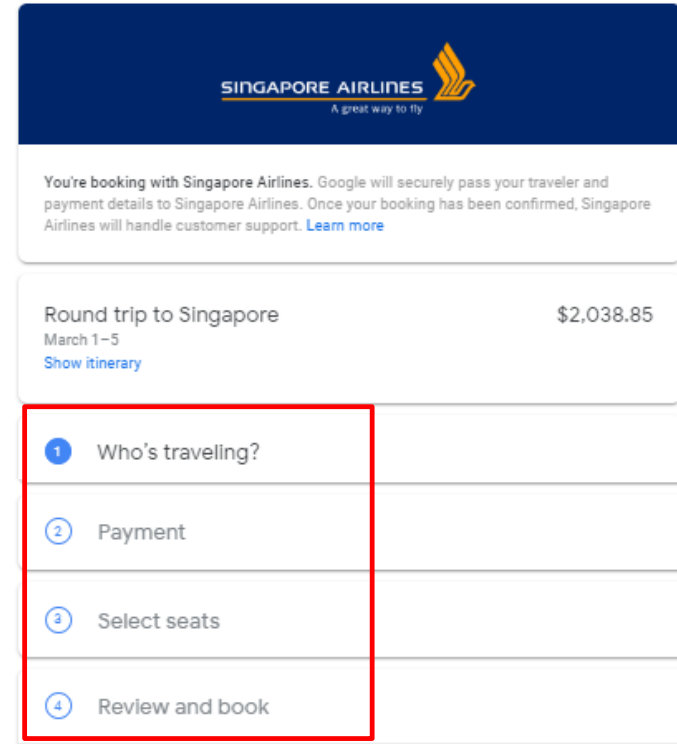 SINGAPORE AIRLINES
A great way to fly
You're booking with Singapore Airlines. Google will securely pass your traveler and
payment details to Singapore Airlines. Once your booking has been confirmed, Singapore
Airlines will handle customer support. Learn more
Round trip to Singapore $2,038.85
March 1–5
Show itinerary
1 Who's traveling?
2 Payment
3 Select seats
4 Review and book